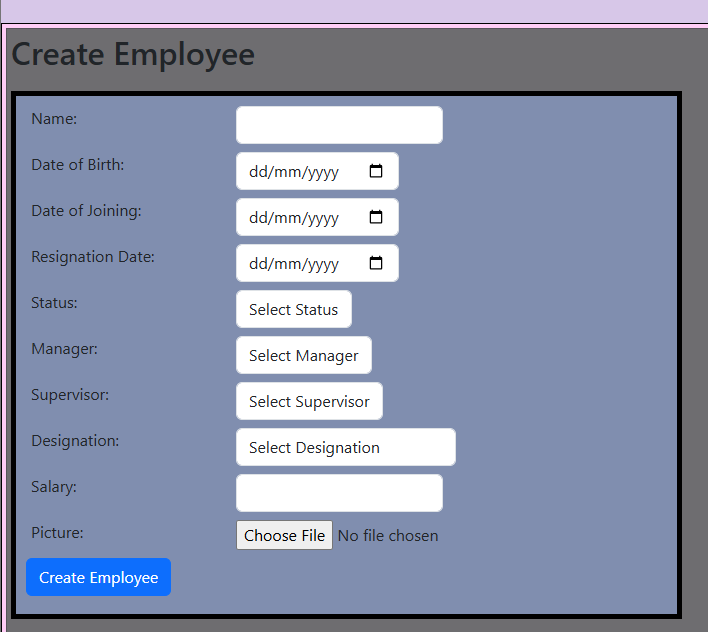 Create Employee
Name:
Date of Birth: dd/mm/yyyy
Date of Joining: dd/mm/yyyy
Resignation Date: dd/mm/yyyy
Status: Select Status
Manager: Select Manager
Supervisor: Select Supervisor
Designation: Select Designation
Salary:
Picture: Choose File No file chosen
Create Employee